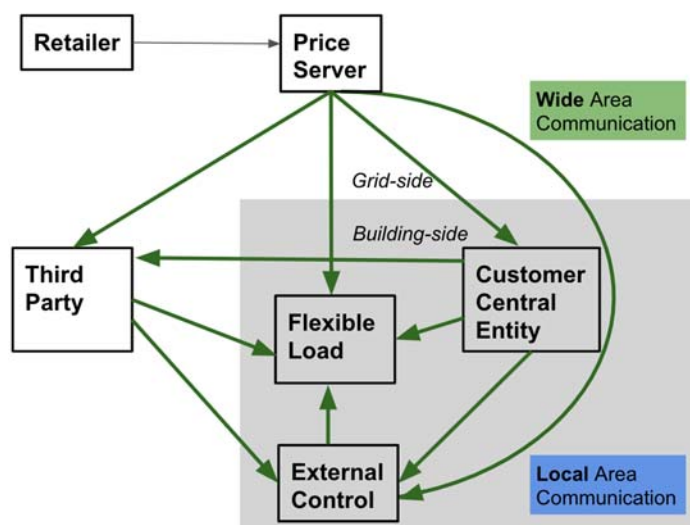 Retailer
Price
Server
Wide Area
Communication
Grid-side
Building-side
Third
Party
Customer
Central
Entity
Flexible
Load
External
Control
Local Area
Communication